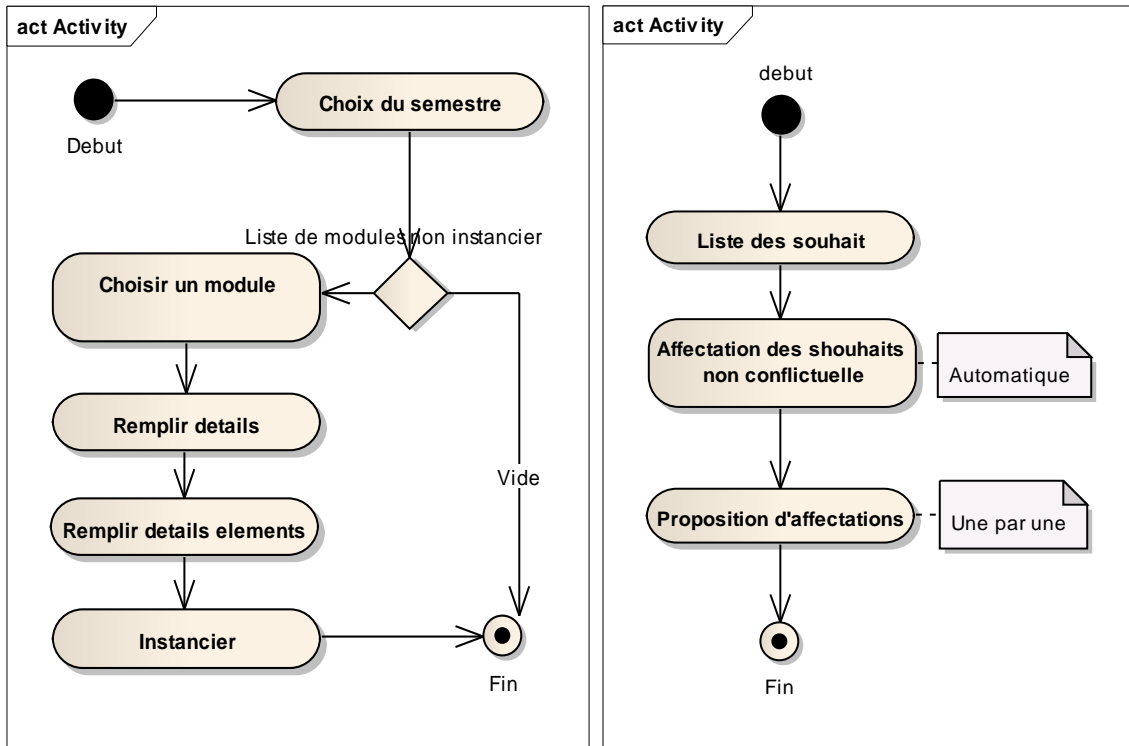 act Activity
Debut
Choix du semestre
Liste de modules non instancier
Choisir un module
Remplir details
Vide
Remplir details elements
Instancier
Fin
act Activity
debut
Liste des souhait
Affectation des shouhaits
non conflictuelle
Automatique
Proposition d'affectations
Une par une
Fin